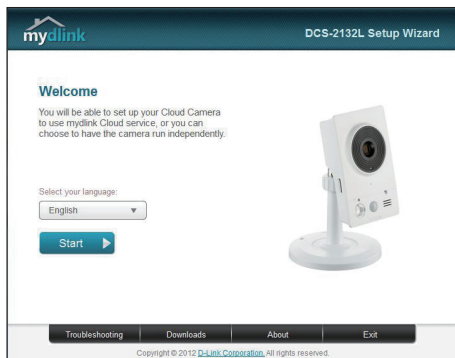 mydlink
DCS-2132L Setup Wizard
Welcome
You will be able to set up your Cloud Camera
to use mydlink Cloud service, or you can
choose to have the camera run independently.
Select your language:
English
Start
Troubleshooting Downloads About Exit
Copyright © 2012 D-Link Corporation. All rights reserved.